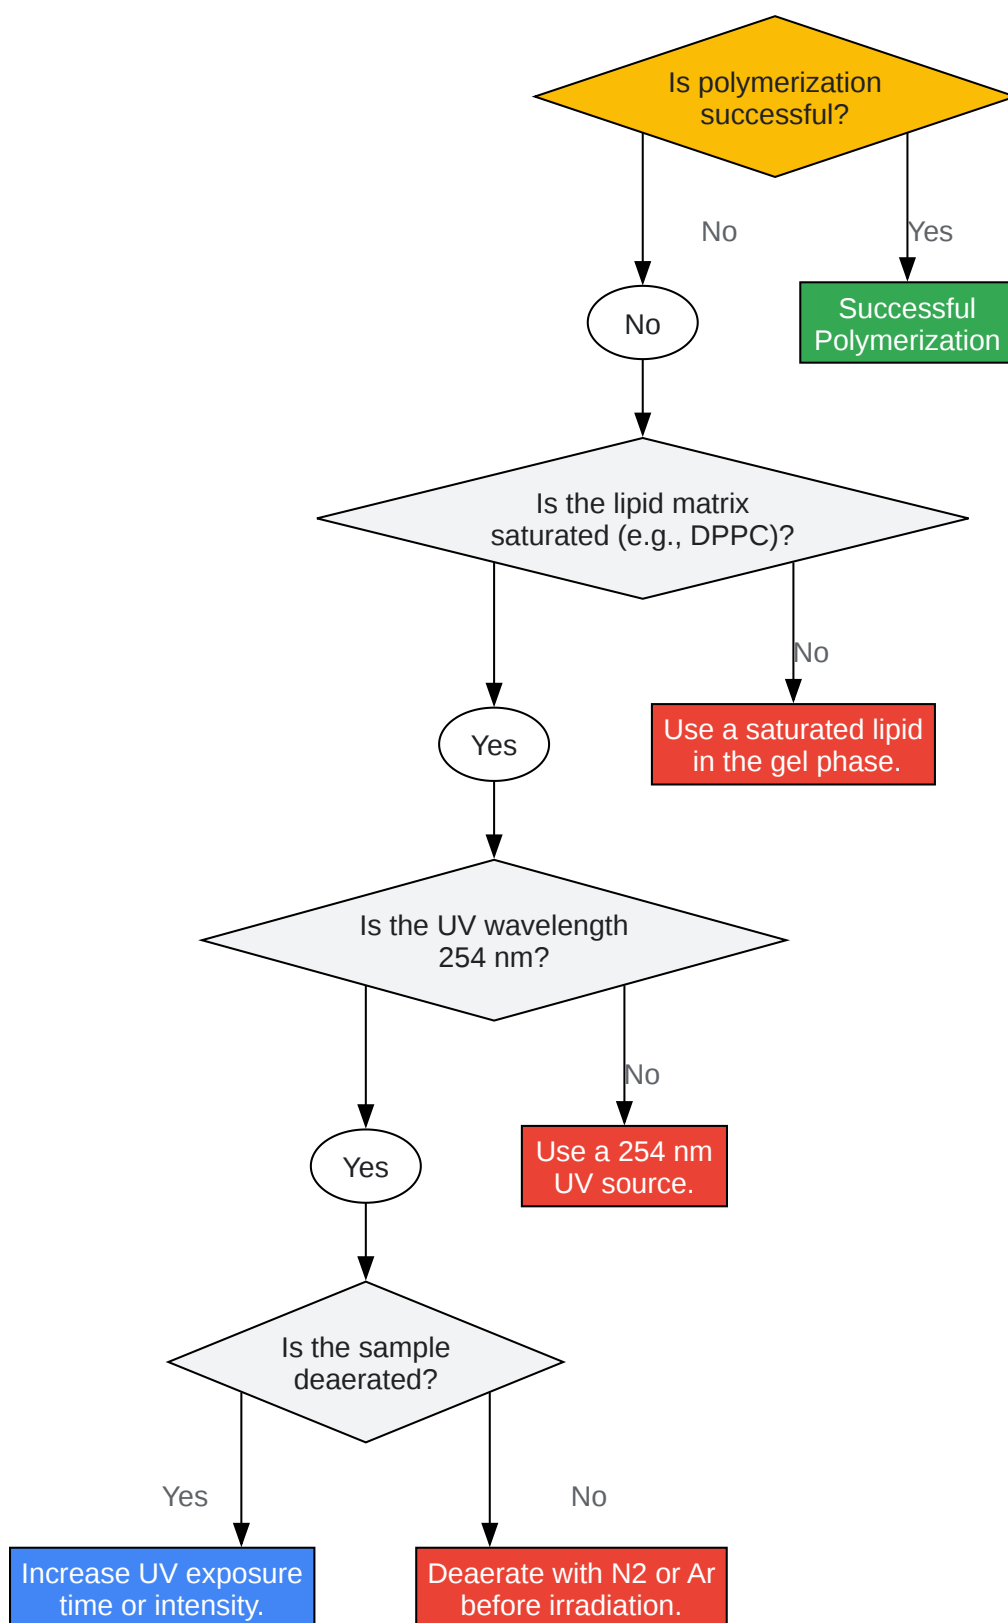 Is polymerization
successful?
No
Yes
No
Successful
Polymerization
Is the lipid matrix
saturated (e.g., DPPC)?
No
Yes
Use a saturated lipid
in the gel phase.
Is the UV wavelength
254 nm?
No
Yes
Use a 254 nm
UV source.
Is the sample
deaerated?
Yes
No
Increase UV exposure
time or intensity.
Deaerate with N2 or Ar
before irradiation.